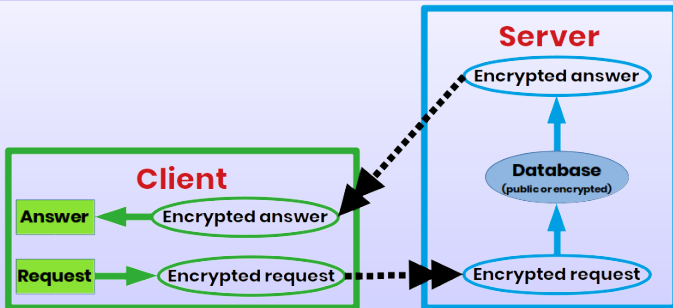 Server
Encrypted answer
Database
(public or encrypted)
Encrypted request
Client
Answer
Encrypted answer
Request
Encrypted request